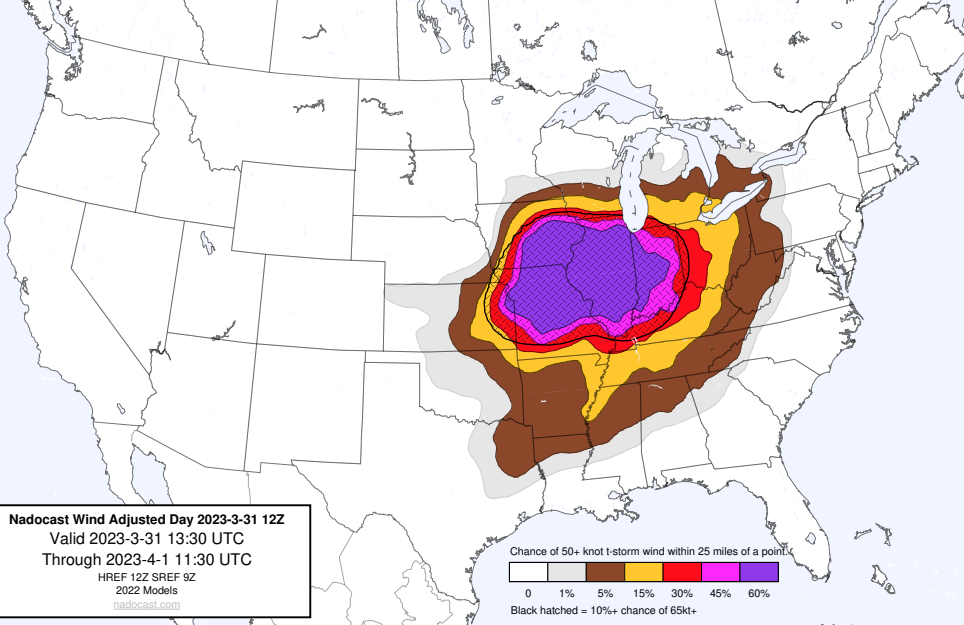 Nadocast Wind Adjusted Day 2023-3-31 12Z
Valid 2023-3-31 13:30 UTC
Through 2023-4-1 11:30 UTC
HREF 12Z SREF 9Z
2022 Models
nadocast.com
Chance of 50+ knot t-storm wind within 25 miles of a point.
0 1% 5% 15% 30% 45% 60%
Black hatched = 10%+ chance of 65kt+